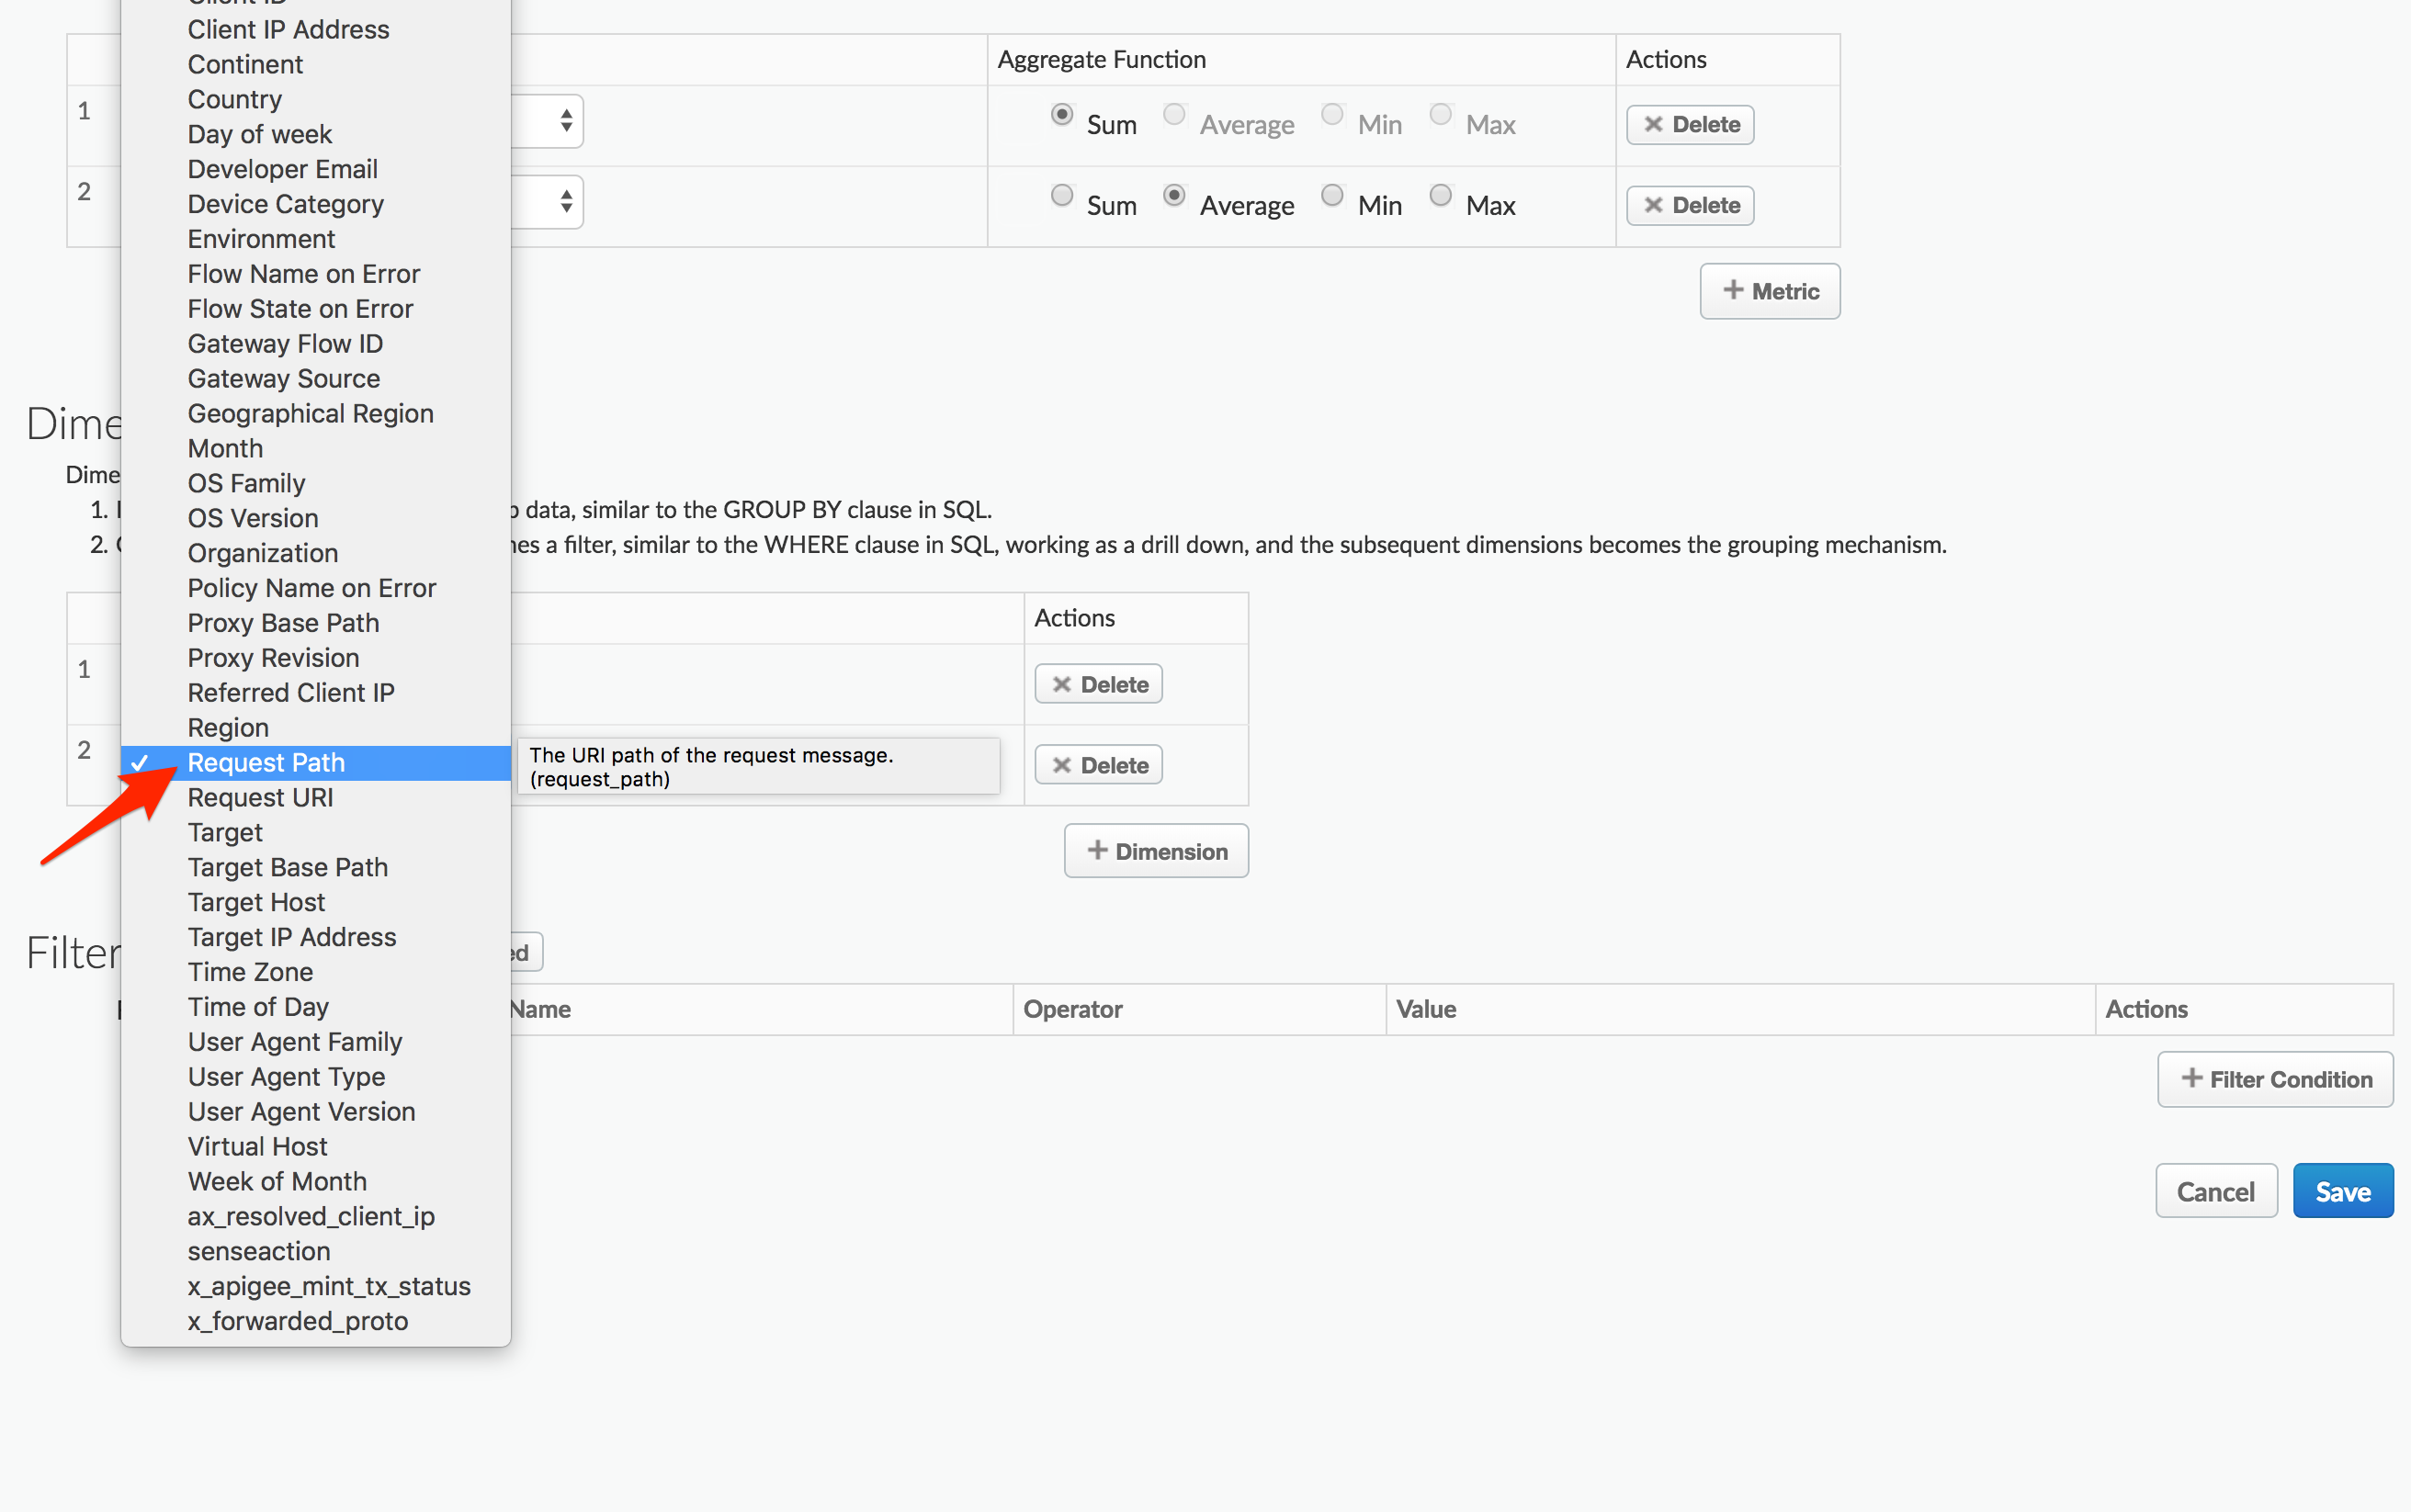 Client ID
Client IP Address
Continent
Country
Day of week
Developer Email
Device Category
Environment
Flow Name on Error
Flow State on Error
Gateway Flow ID
Gateway Source
Geographical Region
Month
OS Family
OS Version
Organization
Policy Name on Error
Proxy Base Path
Proxy Revision
Referred Client IP
Region
✓ Request Path
Request URI
Target
Target Base Path
Target Host
Target IP Address
Time Zone
Time of Day
User Agent Family
User Agent Type
User Agent Version
Virtual Host
Week of Month
ax_resolved_client_ip
senseaction
x_apigee_mint_tx_status
x_forwarded_proto
The URI path of the request message.
(request_path)
Aggregate Function Actions
1 Sum Average Min Max Delete
2 Sum Average Min Max Delete
+ Metric
Dime
Dime
1. data, similar to the GROUP BY clause in SQL.
2. a filter, similar to the WHERE clause in SQL, working as a drill down, and the subsequent dimensions becomes the grouping mechanism.
Actions
1 Delete
2 Delete
+ Dimension
Filter
Name Operator Value Actions
+ Filter Condition
Cancel Save